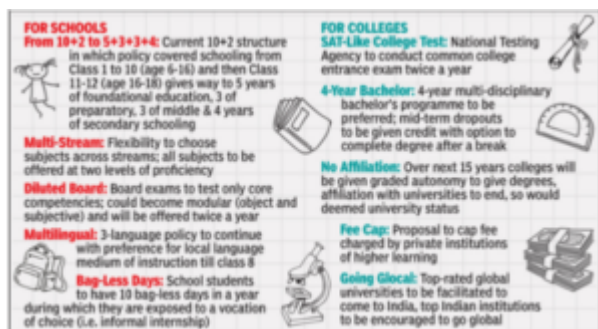 FOR SCHOOLS
From 10+2 to 5+3+3+4: Current 10+2 structure
in which policy covered schooling from
Class 1 to 10 (age 6-16) and then Class
11-12 (age 16-18) gives way to 5 years
of foundational education, 3 of
preparatory, 3 of middle & 4 years
of secondary schooling
Multi-Stream: Flexibility to choose
subjects across streams; all subjects to be
offered at two levels of proficiency
Diluted Board: Board exams to test only core
competencies; could become modular (object and
subjective) and will be offered twice a year
Multilingual: 3-language policy to continue
with preference for local language
medium of instruction till class 8
Bag-Less Days: School students
to have 10 bag-less days in a year
during which they are exposed to a vocation
of choice (i.e. informal internship)
FOR COLLEGES
SAT-Like College Test: National Testing
Agency to conduct common college
entrance exam twice a year
4-Year Bachelor: 4-year multi-disciplinary
bachelor's programme to be
preferred; mid-term dropouts
to be given credit with option to
complete degree after a break
No Affiliation: Over next 15 years colleges will
be given graded autonomy to give degrees,
affiliation with universities to end, so would
deemed university status
Fee Cap: Proposal to cap fee
charged by private institutions
of higher learning
Going Glocal: Top-rated global
universities to be facilitated to
come to India, top Indian institutions
to be encouraged to go global